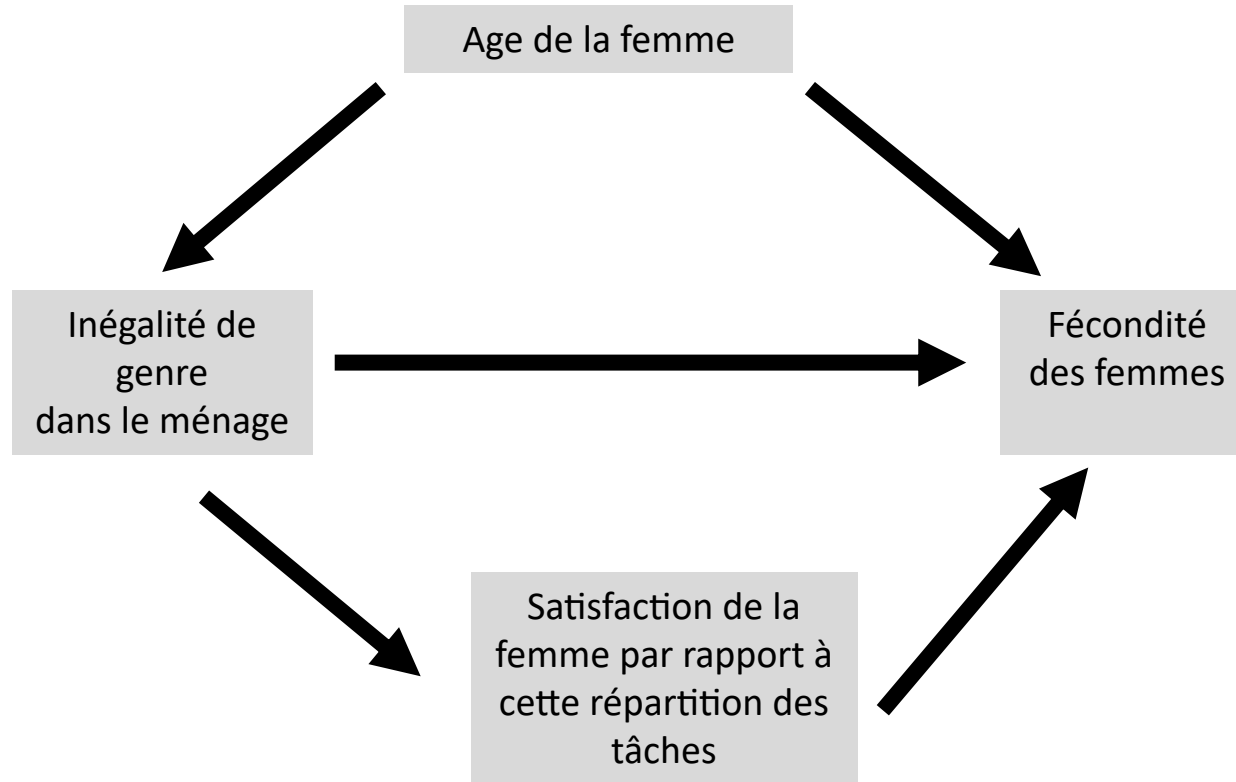 Age de la femme
Inégalité de
genre
dans le ménage
Fécondité
des femmes
Satisfaction de la
femme par rapport à
cette répartition des
tâches